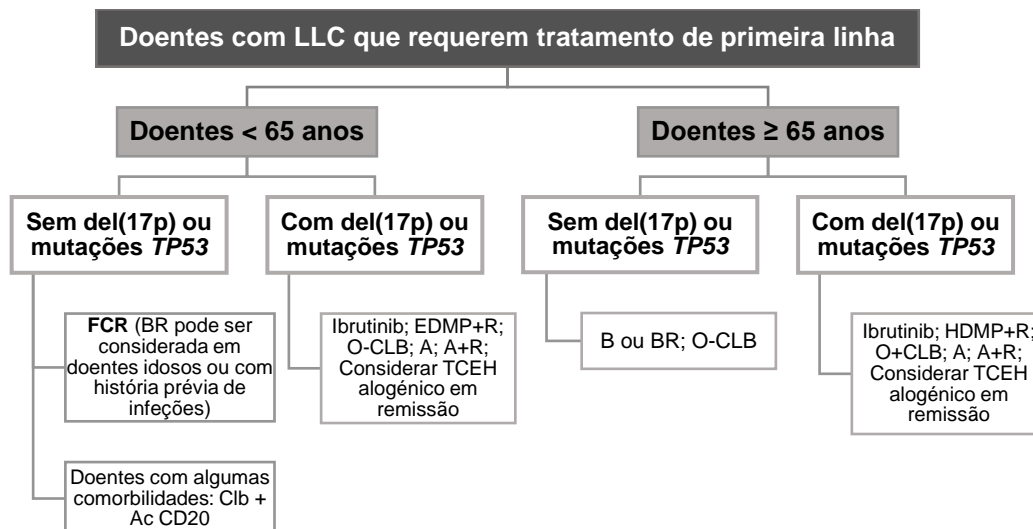 Doentes com LLC que requerem tratamento de primeira linha
Doentes < 65 anos
Doentes ≥ 65 anos
Sem del(17p) ou
mutações TP53
Com del(17p) ou
mutações TP53
Sem del(17p) ou
mutações TP53
Com del(17p) ou
mutações TP53
FCR (BR pode ser
considerada em
doentes idosos ou com
história prévia de
infeções)
Ibrutinib; EDMP+R;
O-CLB; A; A+R;
Considerar TCEH
alogénico em
remissão
B ou BR; O-CLB
Ibrutinib; HDMP+R;
O+CLB; A; A+R;
Considerar TCEH
alogénico em
remissão
Doentes com algumas
comorbilidades: Clb +
Ac CD20